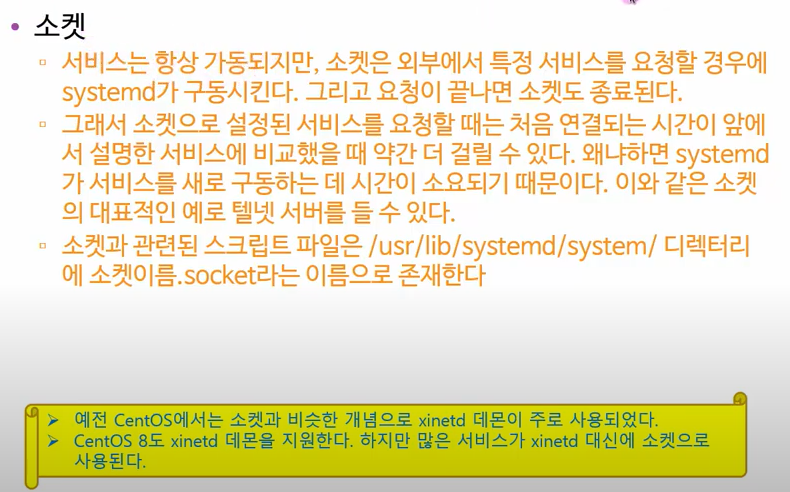 • 소켓
▫ 서비스는 항상 가동되지만, 소켓은 외부에서 특정 서비스를 요청할 경우에
systemd가 구동시킨다. 그리고 요청이 끝나면 소켓도 종료된다.
▫ 그래서 소켓으로 설정된 서비스를 요청할 때는 처음 연결되는 시간이 앞에
서 설명한 서비스에 비교했을 때 약간 더 걸릴 수 있다. 왜냐하면 systemd
가 서비스를 새로 구동하는 데 시간이 소요되기 때문이다. 이와 같은 소켓
의 대표적인 예로 텔넷 서버를 들 수 있다.
▫ 소켓과 관련된 스크립트 파일은 /usr/lib/systemd/system/ 디렉터리
에 소켓이름.socket라는 이름으로 존재한다
➢ 예전 CentOS에서는 소켓과 비슷한 개념으로 xinetd 데몬이 주로 사용되었다.
➢ CentOS 8도 xinetd 데몬을 지원한다. 하지만 많은 서비스가 xinetd 대신에 소켓으로
사용된다.